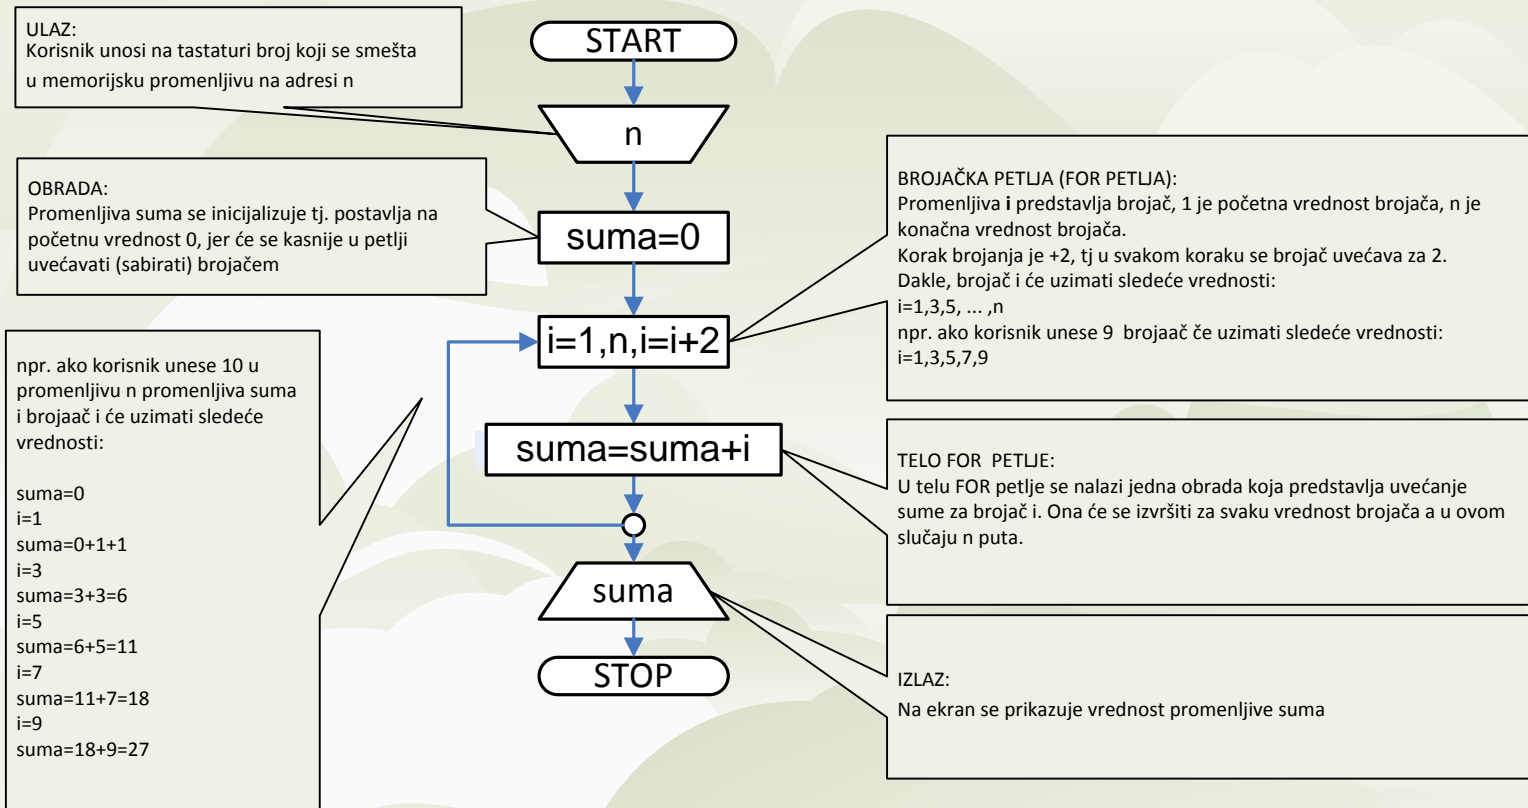 ULAZ:
Korisnik unosi na tastaturi broj koji se smešta
u memorijsku promenljivu na adresi n
START
n
OBRADA:
Promenljiva suma se inicijalizuje tj. postavlja na
početnu vrednost 0, jer će se kasnije u petlji
uvećavati (sabirati) brojačem
suma=0
BROJAČKA PETLJA (FOR PETLJA):
Promenljiva i predstavlja brojač, 1 je početna vrednost brojača, n je
konačna vrednost brojača.
Korak brojanja je +2, tj u svakom koraku se brojač uvećava za 2.
Dakle, brojač i će uzimati sledeće vrednosti:
i=1,3,5, ... ,n
npr. ako korisnik unese 9 brojaač če uzimati sledeće vrednosti:
i=1,3,5,7,9
i=1,n,i=i+2
npr. ako korisnik unese 10 u
promenljivu n promenljiva suma
i brojaač i će uzimati sledeće
vrednosti:
suma=0
i=1
suma=0+1+1
i=3
suma=3+3=6
i=5
suma=6+5=11
i=7
suma=11+7=18
i=9
suma=18+9=27
suma=suma+i
TELO FOR PETLJE:
U telu FOR petlje se nalazi jedna obrada koja predstavlja uvećanje
sume za brojač i. Ona će se izvršiti za svaku vrednost brojača a u ovom
slučaju n puta.
suma
IZLAZ:
Na ekran se prikazuje vrednost promenljive suma
STOP